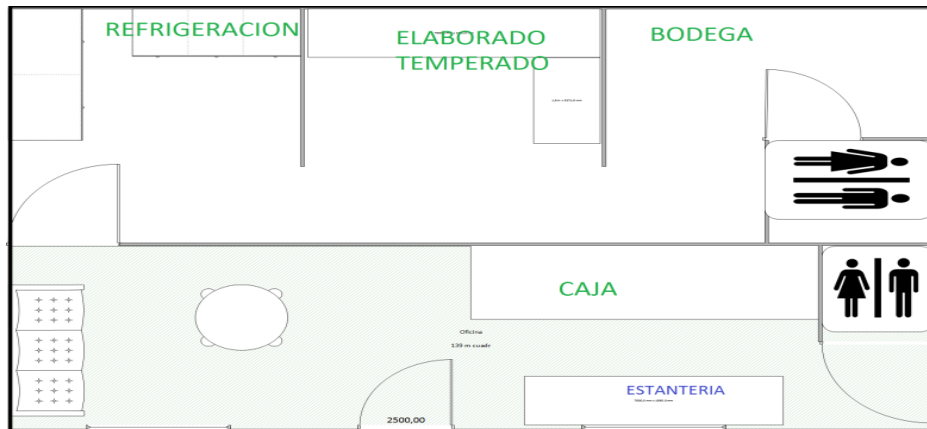 REFRIGERACION
ELABORADO
TEMPERADO
BODEGA
CAJA
Oficina
139 m cuadr
ESTANTERIA
2500,00